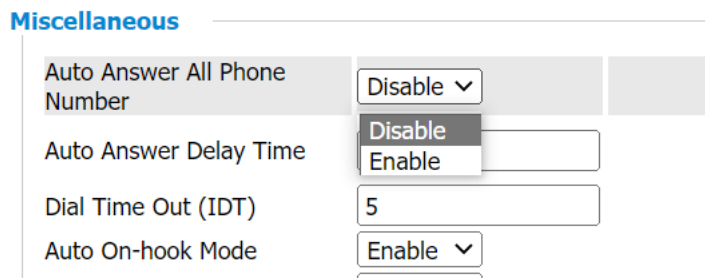 Miscellaneous
Auto Answer All Phone
Number
Disable
Disable
Enable
Auto Answer Delay Time
Dial Time Out (IDT)
5
Auto On-hook Mode
Enable